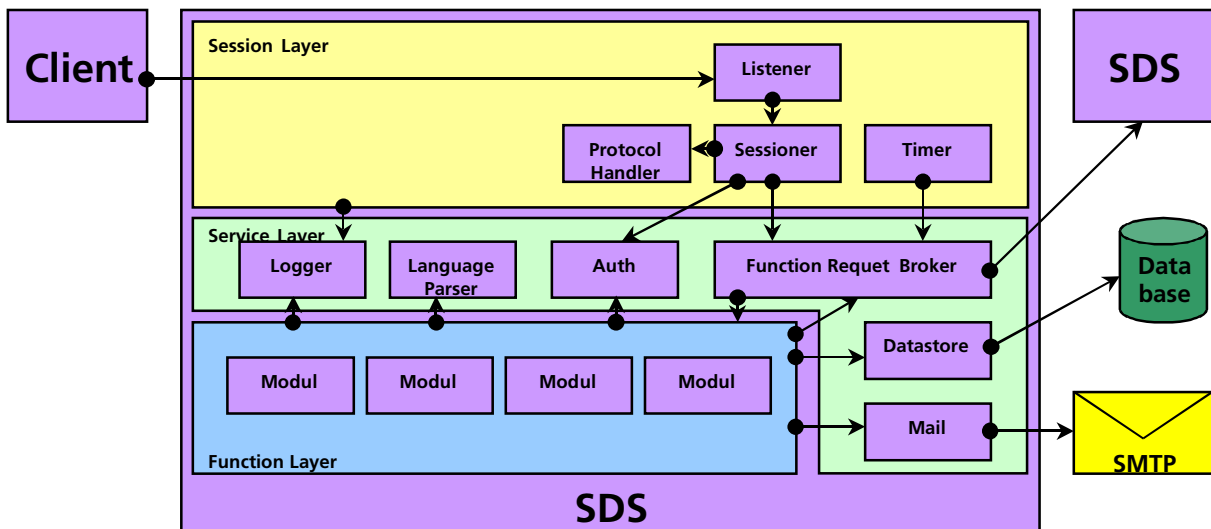 Client
Session Layer
Listener
SDS
Protocol
Handler
Sessioner
Timer
Service Layer
Logger
Language
Parser
Auth
Function Requet Broker
Data
base
Datastore
Modul
Modul
Modul
Modul
Mail
Function Layer
SMTP
SDS